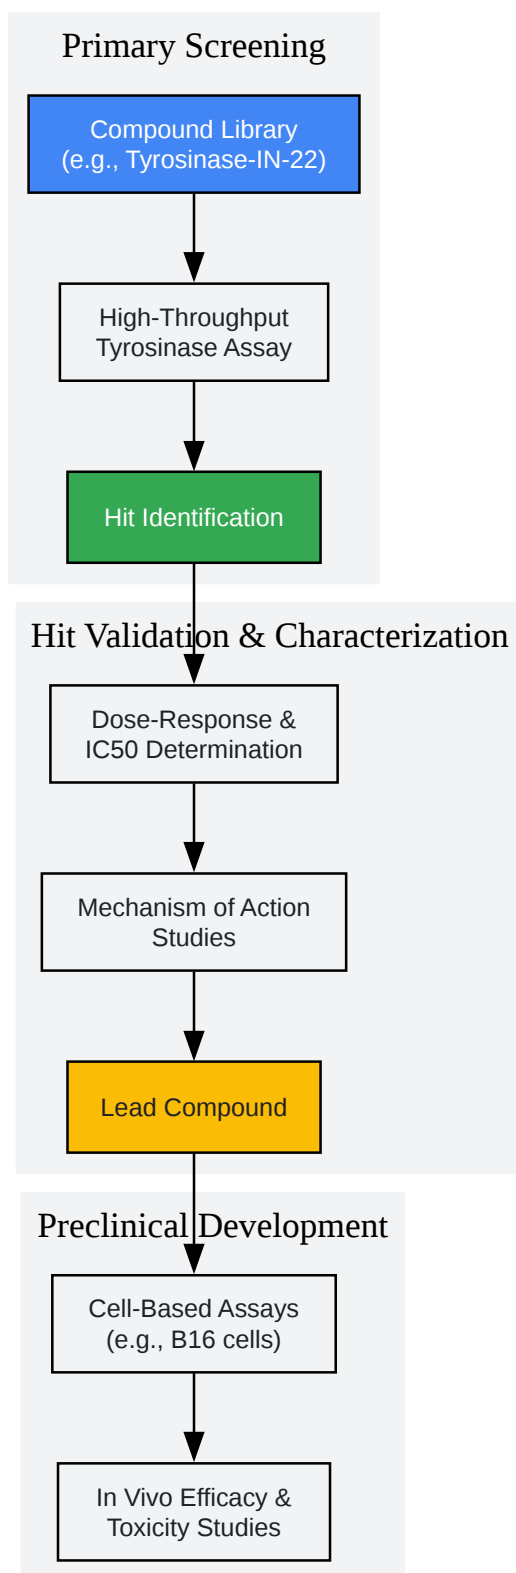 Primary Screening
Compound Library
(e.g., Tyrosinase-IN-22)
High-Throughput
Tyrosinase Assay
Hit Identification
Hit Validation & Characterization
Dose-Response &
IC50 Determination
Mechanism of Action
Studies
Lead Compound
Preclinical Development
Cell-Based Assays
(e.g., B16 cells)
In Vivo Efficacy &
Toxicity Studies